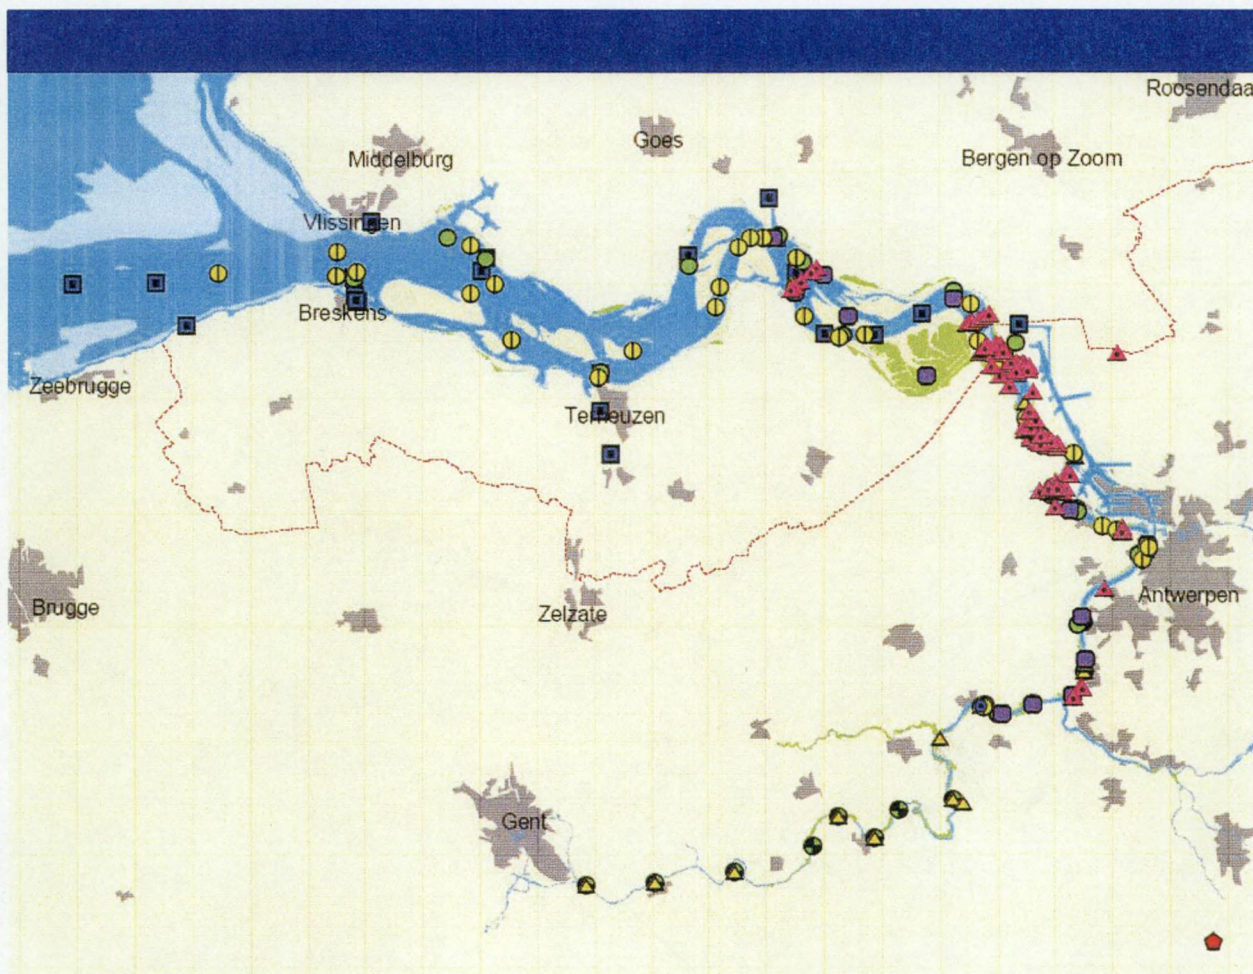 Roosendaa
Goes
Middelburg
Bergen op Zoom
Vlissingen
Breskens
Zeebrugge
Terneuzen
Antwerpen
Brugge
Zelzate
Gent